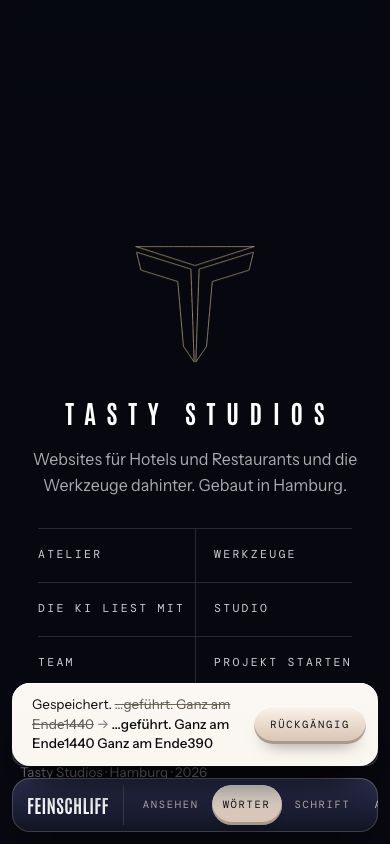 TASTY STUDIOS
Websites für Hotels und Restaurants und die
Werkzeuge dahinter. Gebaut in Hamburg.
ATELIER
WERKZEUGE
DIE KI LIEST MIT
STUDIO
TEAM
PROJEKT STARTEN
Gespeichert. …geführt. Ganz am
Ende1440 → …geführt. Ganz am
Ende1440 Ganz am Ende390
RÜCKGÄNGIG
Tasty Studios · Hamburg · 2026
FEINSCHLIFF
ANSEHEN
WÖRTER
SCHRIFT